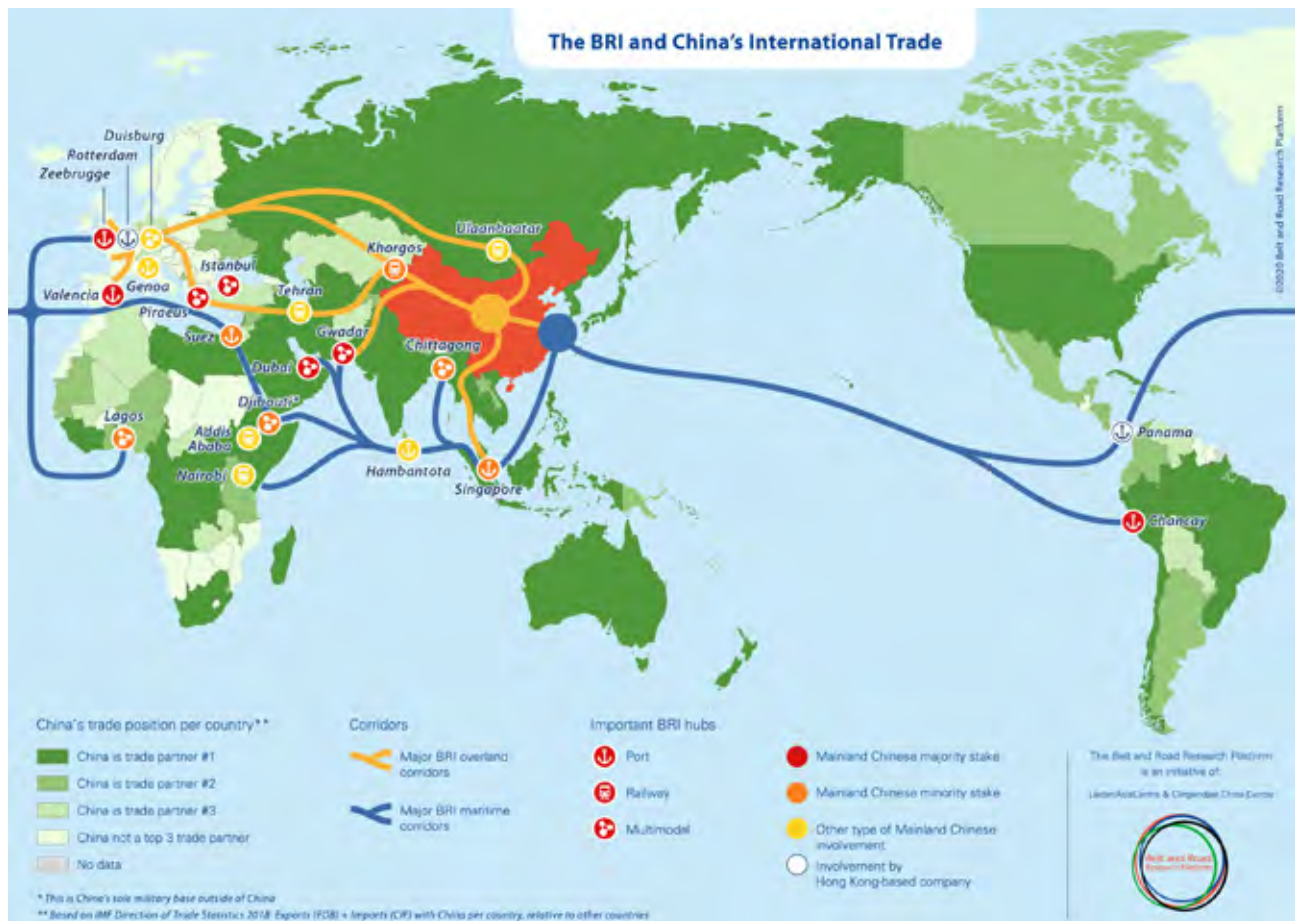 The BRI and China's International Trade
Duisburg
Rotterdam
Zeebrugge
©2020 Belt and Road Research Platform
Ulaanbaatar
Khorgos
Istanbul
Tehran
Valencia
Genoa
Piraeus
Suez
Gwadar
Dubai
Chittagong
Djibouti*
Lagos
Addis
Ababa
Nairobi
Hambantota
Singapore
Panama
Chancay
China's trade position per country**
China is trade partner #1
China is trade partner #2
China is trade partner #3
China not a top 3 trade partner
No data
Corridors
Major BRI overland
corridors
Major BRI maritime
corridors
Important BRI hubs
Port
Railway
Multimodal
Mainland Chinese majority stake
Mainland Chinese minority stake
Other type of Mainland Chinese
involvement
Involvement by
Hong Kong-based company
The Belt and Road Research Platform
is an initiative of:
LeidenAsiaCentre & Clingendael China Centre
Belt and Road
Research Platform
* This is China's sole military base outside of China
** Based on IMF Direction of Trade Statistics 2018: Exports (FOB) + Imports (CIF) with China per country, relative to other countries